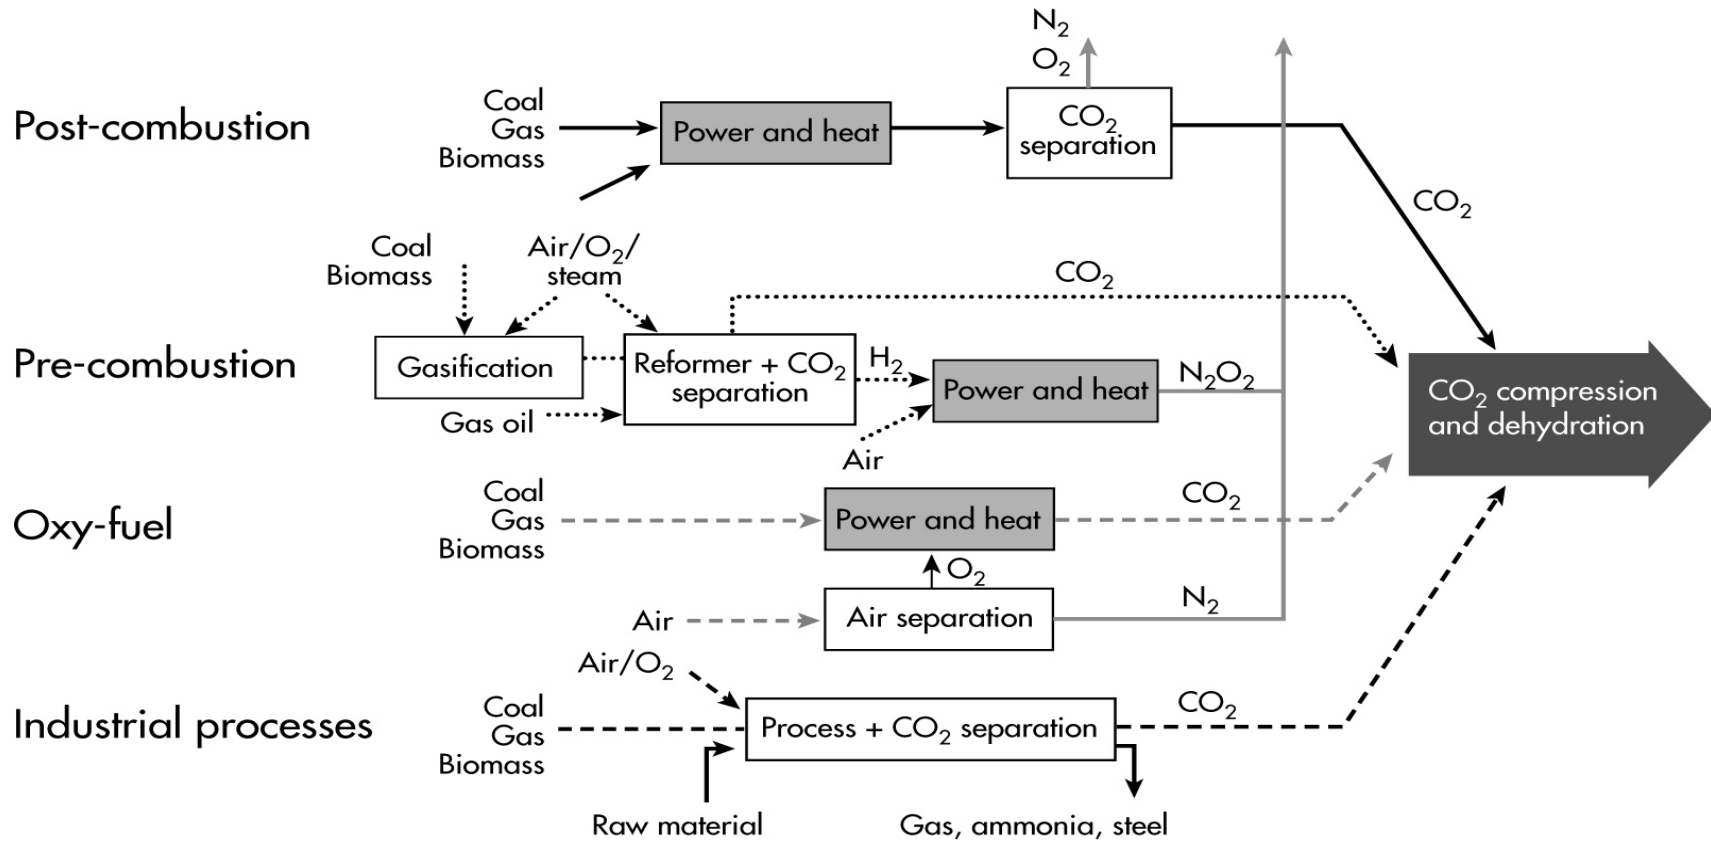 N₂
O₂
Post-combustion
Coal
Gas
Biomass
Power and heat
CO₂
separation
CO₂
Coal
Biomass
Air/O₂/
steam
CO₂
Pre-combustion
Gasification
Reformer + CO₂
separation
H₂
Power and heat
N₂O₂
CO₂ compression
and dehydration
Gas oil
Air
Oxy-fuel
Coal
Gas
Biomass
Power and heat
CO₂
O₂
Air
Air separation
N₂
Air/O₂
Industrial processes
Coal
Gas
Biomass
Process + CO₂ separation
CO₂
Raw material
Gas, ammonia, steel